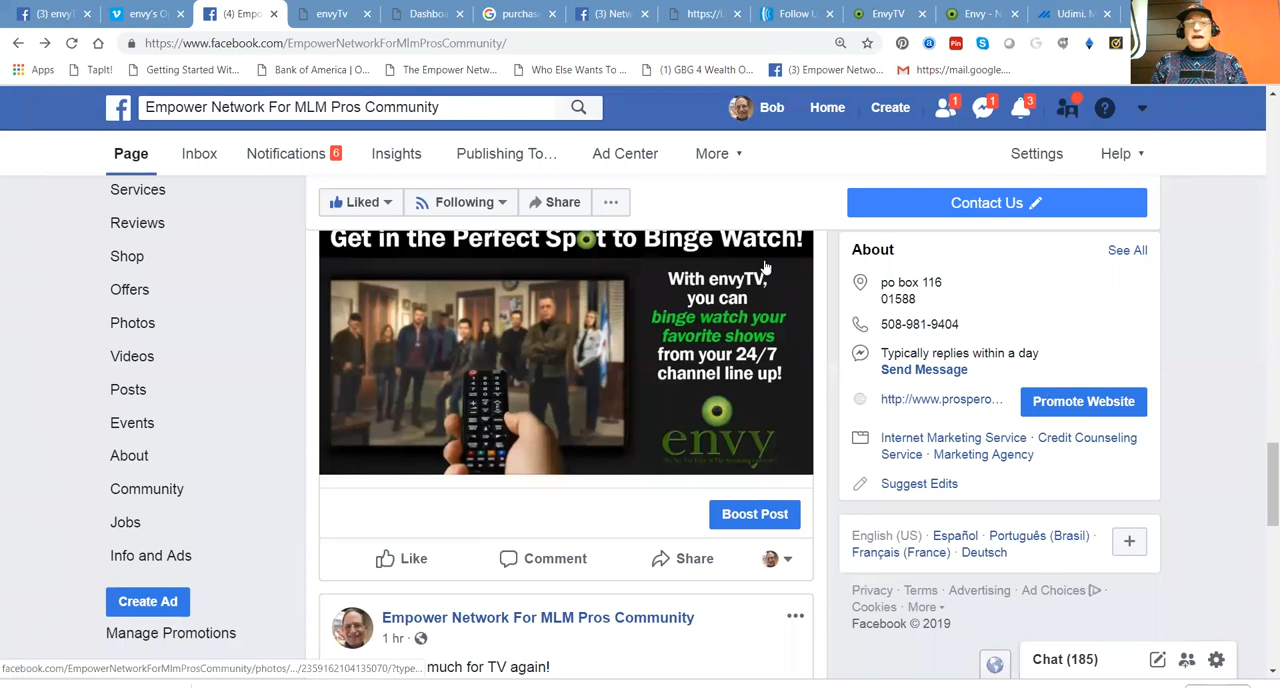 (3) envyT
envy's O
(4) Empo
envyTv
Dashbo
purchase
(3) Netw
https://l
Follow U
EnvyTV
Envy - N
Udimi. M
https://www.facebook.com/EmpowerNetworkForMlmProsCommunity/
Apps
TapIt!
Getting Started Wit...
Bank of America | O...
The Empower Netw...
Who Else Wants To ...
(1) GBG 4 Wealth O...
(3) Empower Netwo...
https://mail.google....
Empower Network For MLM Pros Community
Bob
Home
Create
1
1
3
Page
Inbox
Notifications 6
Insights
Publishing To...
Ad Center
More
Settings
Help
Services
Reviews
Shop
Offers
Photos
Videos
Posts
Events
About
Community
Jobs
Info and Ads
Create Ad
Manage Promotions
Liked
Following
Share
Contact Us
Get in the Perfect Spot to Binge Watch!
With envyTV,
you can
binge watch your
favorite shows
from your 24/7
channel line up!
envy
Boost Post
Like
Comment
Share
Empower Network For MLM Pros Community
1 hr
much for TV again!
About
See All
po box 116
01588
508-981-9404
Typically replies within a day
Send Message
http://www.prospero...
Promote Website
Internet Marketing Service · Credit Counseling
Service · Marketing Agency
Suggest Edits
English (US) · Español · Português (Brasil) ·
Français (France) · Deutsch
Privacy · Terms · Advertising · Ad Choices
Cookies · More
Facebook © 2019
Chat (185)
facebook.com/EmpowerNetworkForMlmProsCommunity/photos/.../2359162104135070/?type...